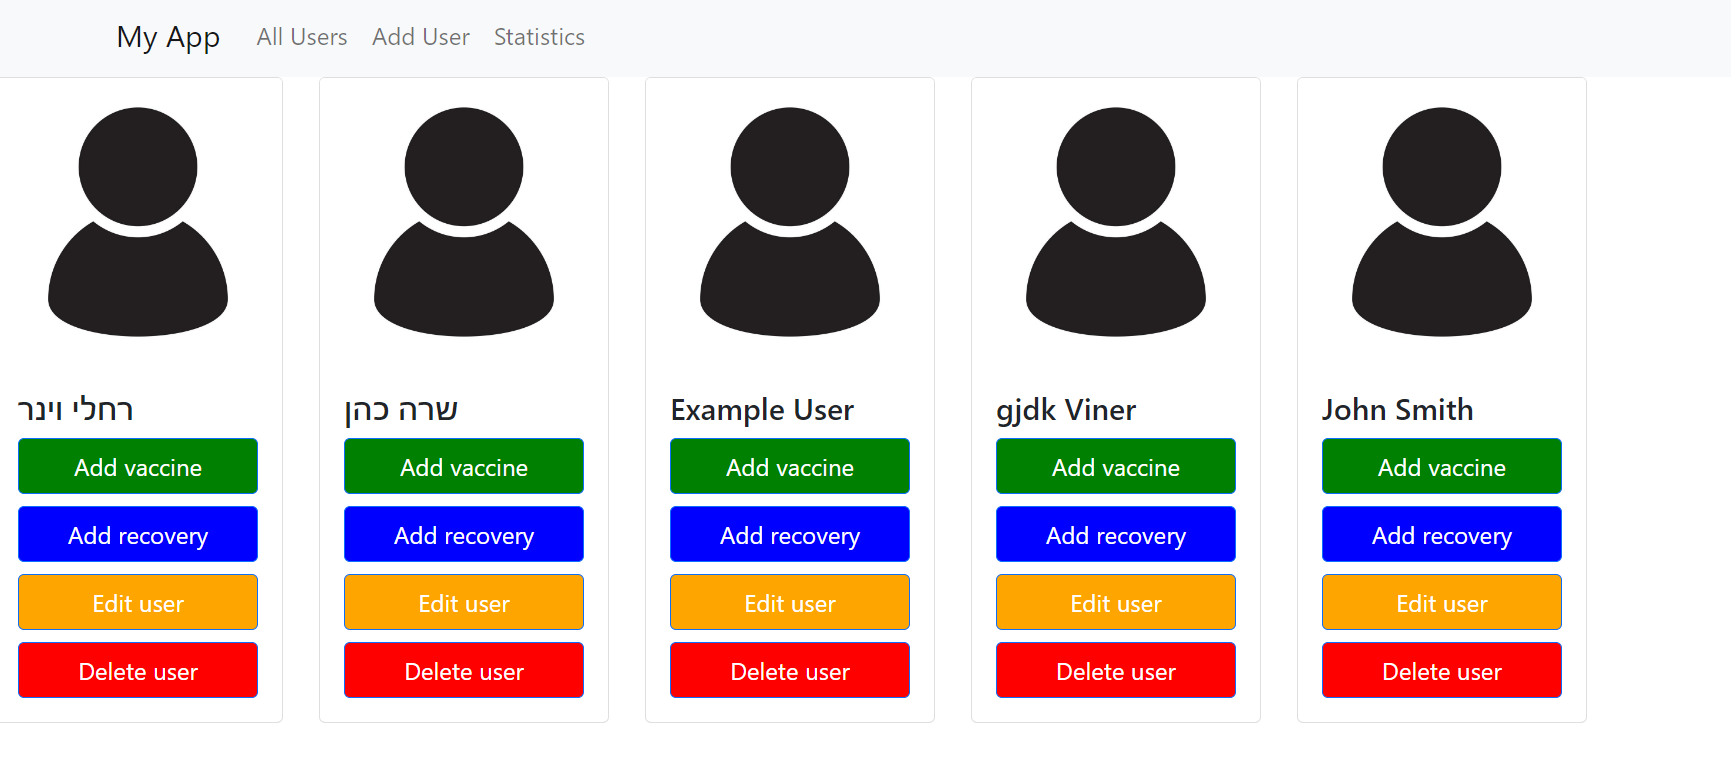 My App All Users Add User Statistics
רחלי וינר
Add vaccine
Add recovery
Edit user
Delete user
שרה כהן
Add vaccine
Add recovery
Edit user
Delete user
Example User
Add vaccine
Add recovery
Edit user
Delete user
gjdk Viner
Add vaccine
Add recovery
Edit user
Delete user
John Smith
Add vaccine
Add recovery
Edit user
Delete user